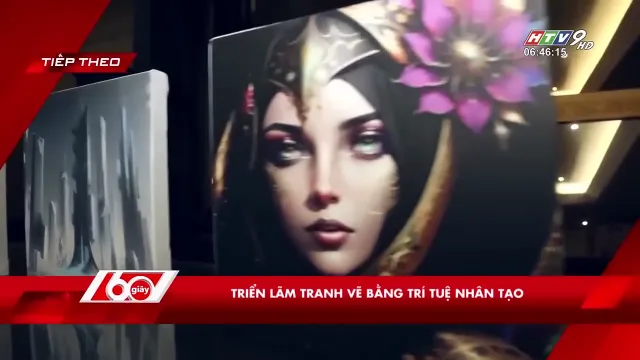 TIẾP THEO
HTV9 HD
06:46:15
60 giây
TRIỂN LÃM TRANH VẼ BẰNG TRÍ TUỆ NHÂN TẠO